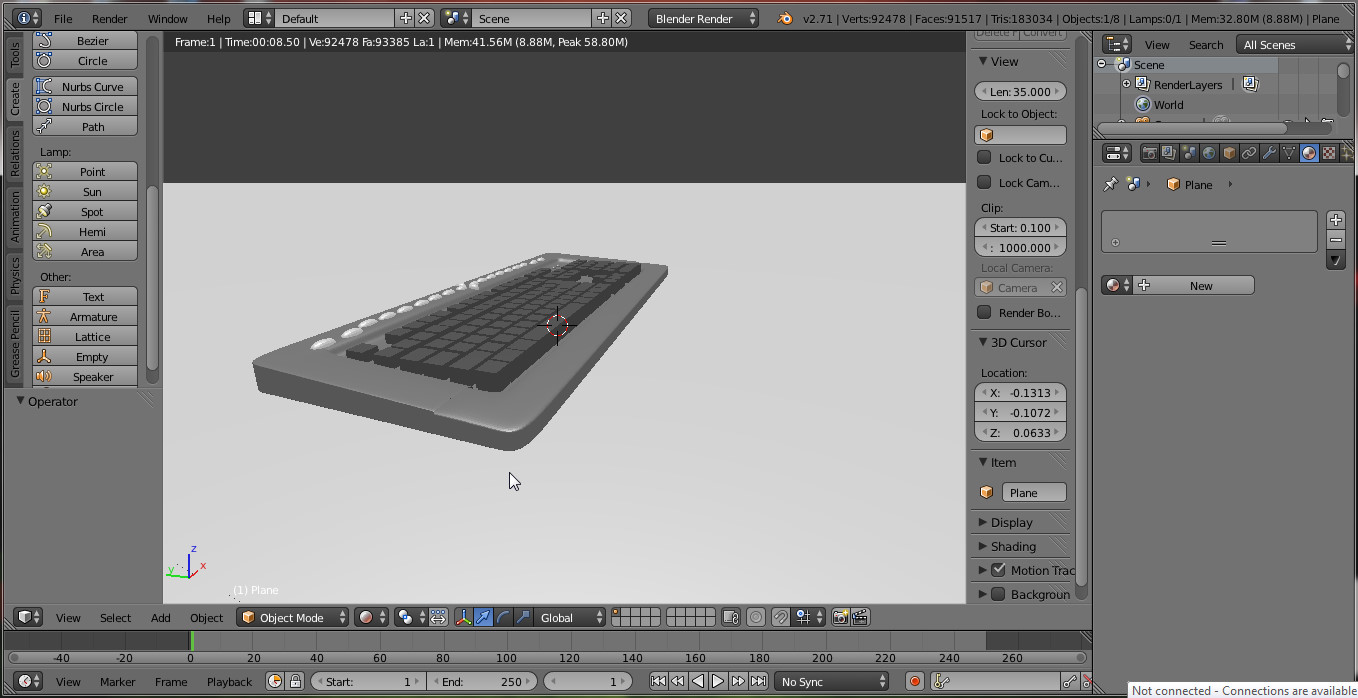 File Render Window Help Default Scene Blender Render v2.71 | Verts:92478 | Faces:91517 | Tris:183034 | Objects:1/8 | Lamps:0/1 | Mem:32.80M (8.88M) | Plane
Frame:1 | Time:00:08.50 | Ve:92478 Fa:93385 La:1 | Mem:41.56M (8.88M, Peak 58.80M)
Tools
Create
Relations
Animation
Physics
Grease Pencil
Bezier
Circle
Nurbs Curve
Nurbs Circle
Path
Lamp:
Point
Sun
Spot
Hemi
Area
Other:
Text
Armature
Lattice
Empty
Speaker
Operator
z
y
x
(1) Plane
Delete F Convert
View
Len: 35.000
Lock to Object:
Lock to Cu...
Lock Cam...
Clip:
Start: 0.100
: 1000.000
Local Camera:
Camera
Render Bo...
3D Cursor
Location:
X: -0.1313
Y: -0.1072
Z: 0.0633
Item
Plane
Display
Shading
Motion Trac
Backgroun
View Search All Scenes
Scene
RenderLayers |
World
Plane
New
View Select Add Object Object Mode Global
-40 -20 0 20 40 60 80 100 120 140 160 180 200 220 240 260
View Marker Frame Playback Start: 1 End: 250 1 No Sync
Not connected - Connections are available